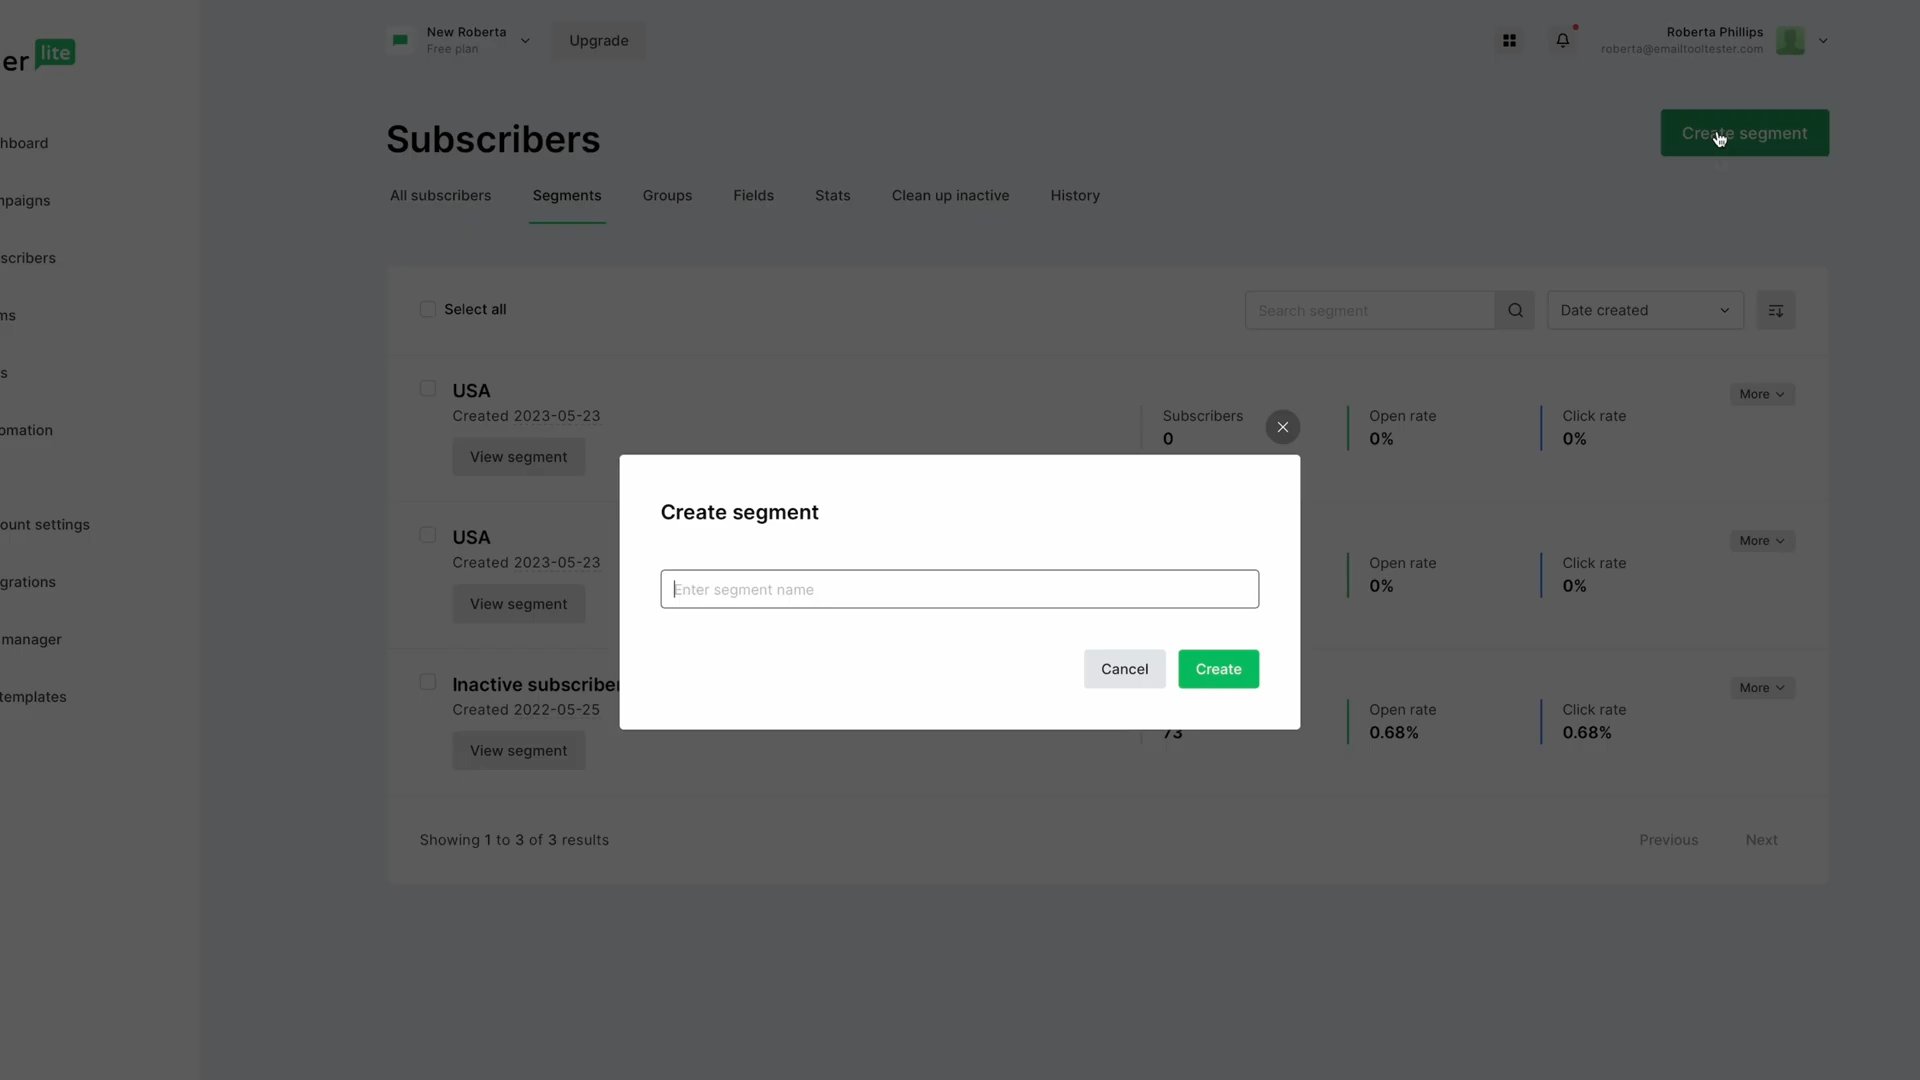 er lite
New Roberta
Free plan
Upgrade
Roberta Phillips
roberta@emailtooltester.com
hboard
npaigns
scribers
ms
s
omation
ount settings
grations
manager
templates
Subscribers
Create segment
All subscribers
Segments
Groups
Fields
Stats
Clean up inactive
History
Select all
Search segment
Date created
USA
Created 2023-05-23
View segment
Subscribers
0
Open rate
0%
Click rate
0%
More
USA
Created 2023-05-23
View segment
Open rate
0%
Click rate
0%
More
Inactive subscriber
Created 2022-05-25
View segment
73
Open rate
0.68%
Click rate
0.68%
More
Create segment
Enter segment name
Cancel
Create
Showing 1 to 3 of 3 results
Previous
Next